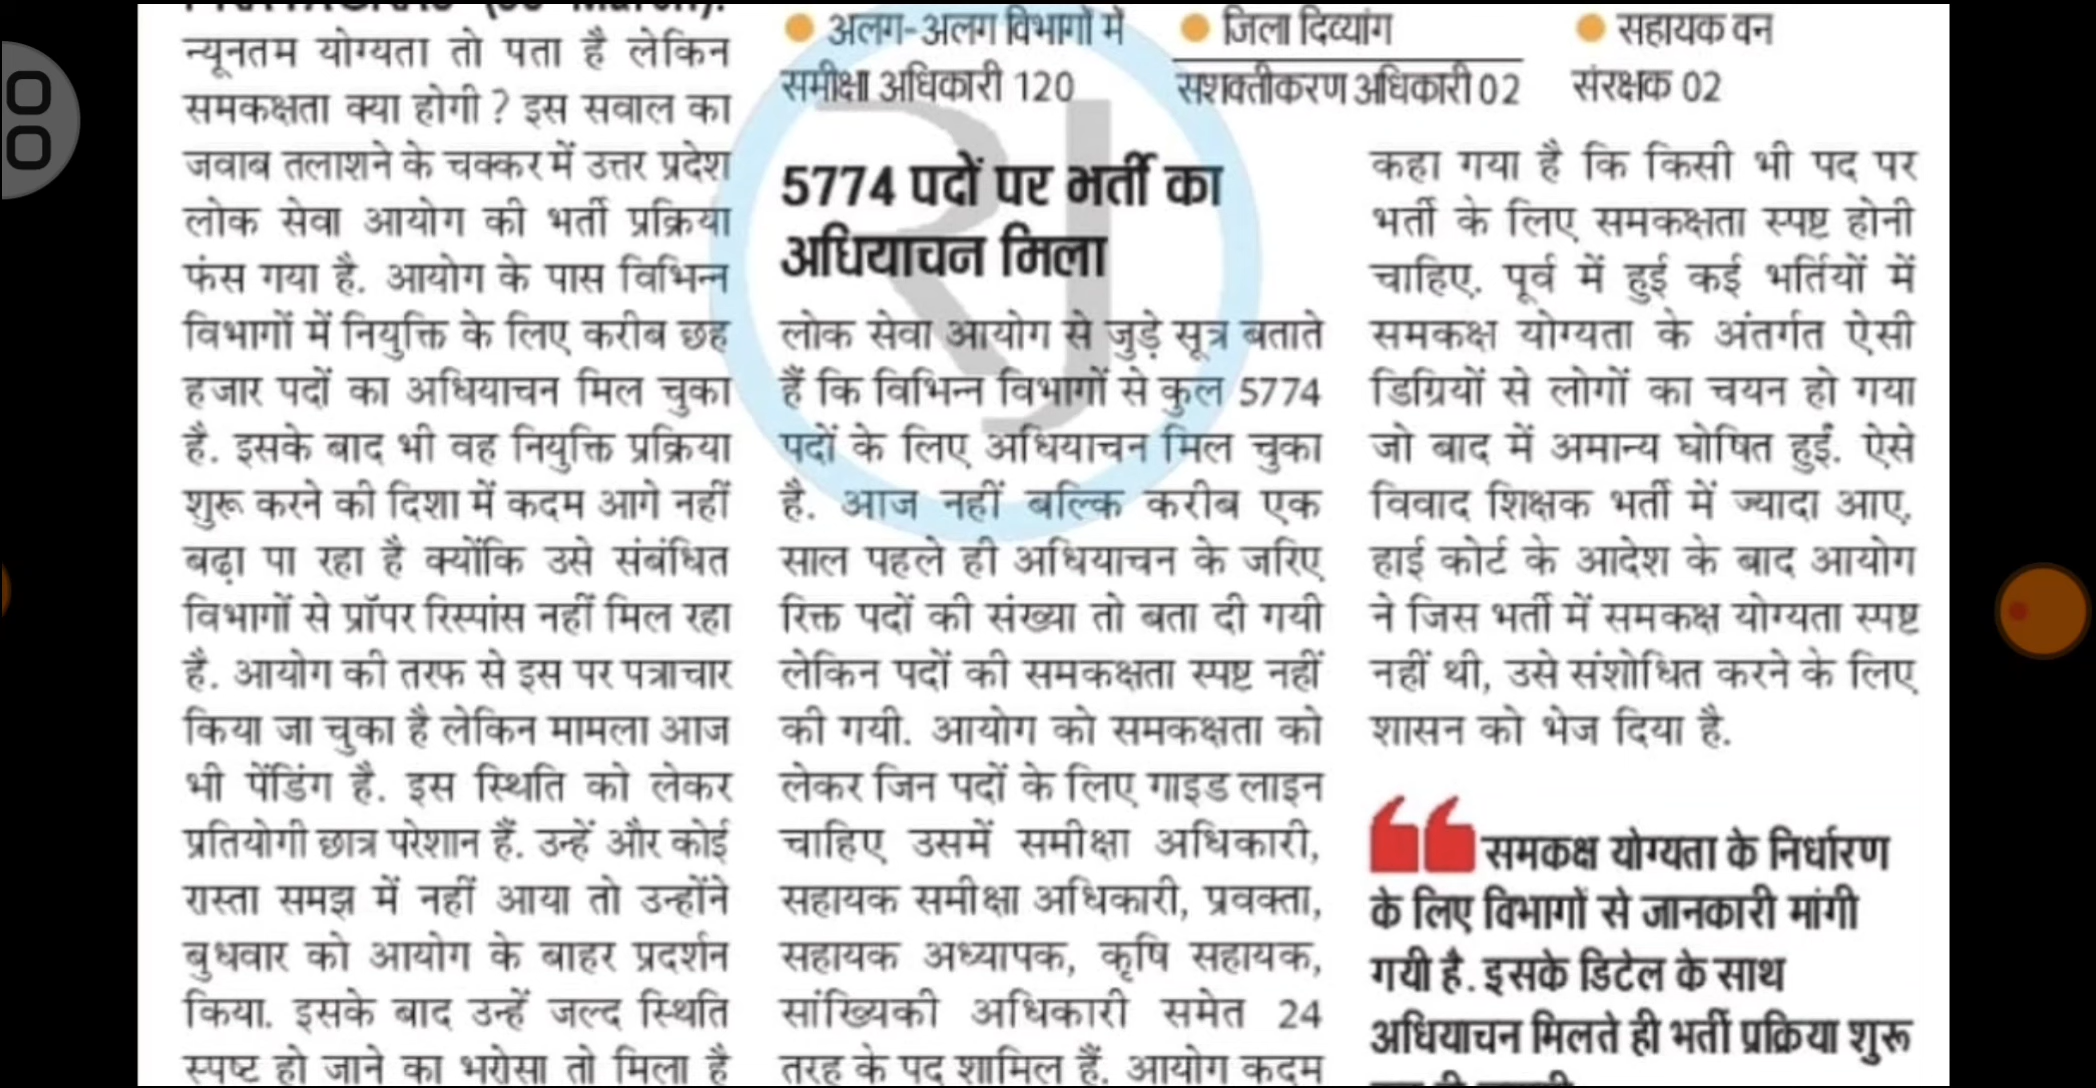 न्यूनतम योग्यता तो पता है लेकिन
समकक्षता क्या होगी ? इस सवाल का
जवाब तलाशने के चक्कर में उत्तर प्रदेश
लोक सेवा आयोग की भर्ती प्रक्रिया
फंस गया है. आयोग के पास विभिन्न
विभागों में नियुक्ति के लिए करीब छह
हजार पदों का अधियाचन मिल चुका
है. इसके बाद भी वह नियुक्ति प्रक्रिया
शुरू करने की दिशा में कदम आगे नहीं
बढ़ा पा रहा है क्योंकि उसे संबंधित
विभागों से प्रॉपर रिस्पांस नहीं मिल रहा
है. आयोग की तरफ से इस पर पत्राचार
किया जा चुका है लेकिन मामला आज
भी पेंडिंग है. इस स्थिति को लेकर
प्रतियोगी छात्र परेशान हैं. उन्हें और कोई
रास्ता समझ में नहीं आया तो उन्होंने
बुधवार को आयोग के बाहर प्रदर्शन
किया. इसके बाद उन्हें जल्द स्थिति
स्पष्ट हो जाने का भरोसा तो मिला है
अलग-अलग विभागों में
समीक्षा अधिकारी 120
जिला दिव्यांग
सशक्तीकरण अधिकारी 02
सहायक वन
संरक्षक 02
5774 पदों पर भर्ती का
अधियाचन मिला
लोक सेवा आयोग से जुड़े सूत्र बताते
हैं कि विभिन्न विभागों से कुल 5774
पदों के लिए अधियाचन मिल चुका
है. आज नहीं बल्कि करीब एक
साल पहले ही अधियाचन के जरिए
रिक्त पदों की संख्या तो बता दी गयी
लेकिन पदों की समकक्षता स्पष्ट नहीं
की गयी. आयोग को समकक्षता को
लेकर जिन पदों के लिए गाइड लाइन
चाहिए उसमें समीक्षा अधिकारी,
सहायक समीक्षा अधिकारी, प्रवक्ता,
सहायक अध्यापक, कृषि सहायक,
सांख्यिकी अधिकारी समेत 24
तरह के पद शामिल हैं. आयोग कदम
कहा गया है कि किसी भी पद पर
भर्ती के लिए समकक्षता स्पष्ट होनी
चाहिए. पूर्व में हुई कई भर्तियों में
समकक्ष योग्यता के अंतर्गत ऐसी
डिग्रियों से लोगों का चयन हो गया
जो बाद में अमान्य घोषित हुईं. ऐसे
विवाद शिक्षक भर्ती में ज्यादा आए.
हाई कोर्ट के आदेश के बाद आयोग
ने जिस भर्ती में समकक्ष योग्यता स्पष्ट
नहीं थी, उसे संशोधित करने के लिए
शासन को भेज दिया है.
समकक्ष योग्यता के निर्धारण
के लिए विभागों से जानकारी मांगी
गयी है. इसके डिटेल के साथ
अधियाचन मिलते ही भर्ती प्रक्रिया शुरू
RJ